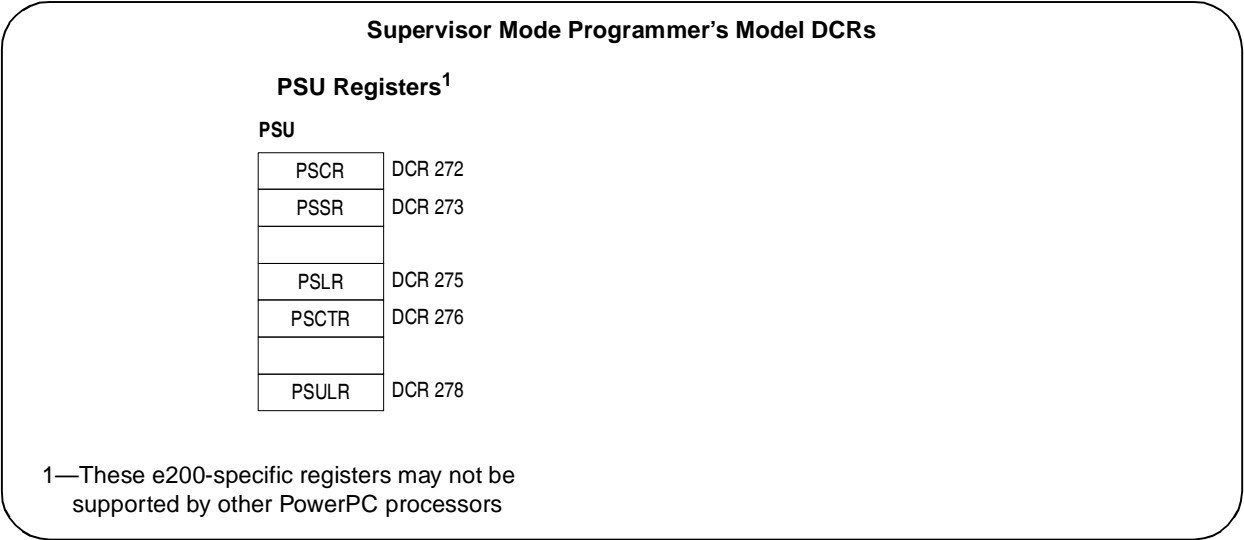 Supervisor Mode Programmer’s Model DCRs
PSU Registers1
PSU
PSCR DCR 272
PSSR DCR 273
PSLR DCR 275
PSCTR DCR 276
PSULR DCR 278
1—These e200-specific registers may not be
supported by other PowerPC processors